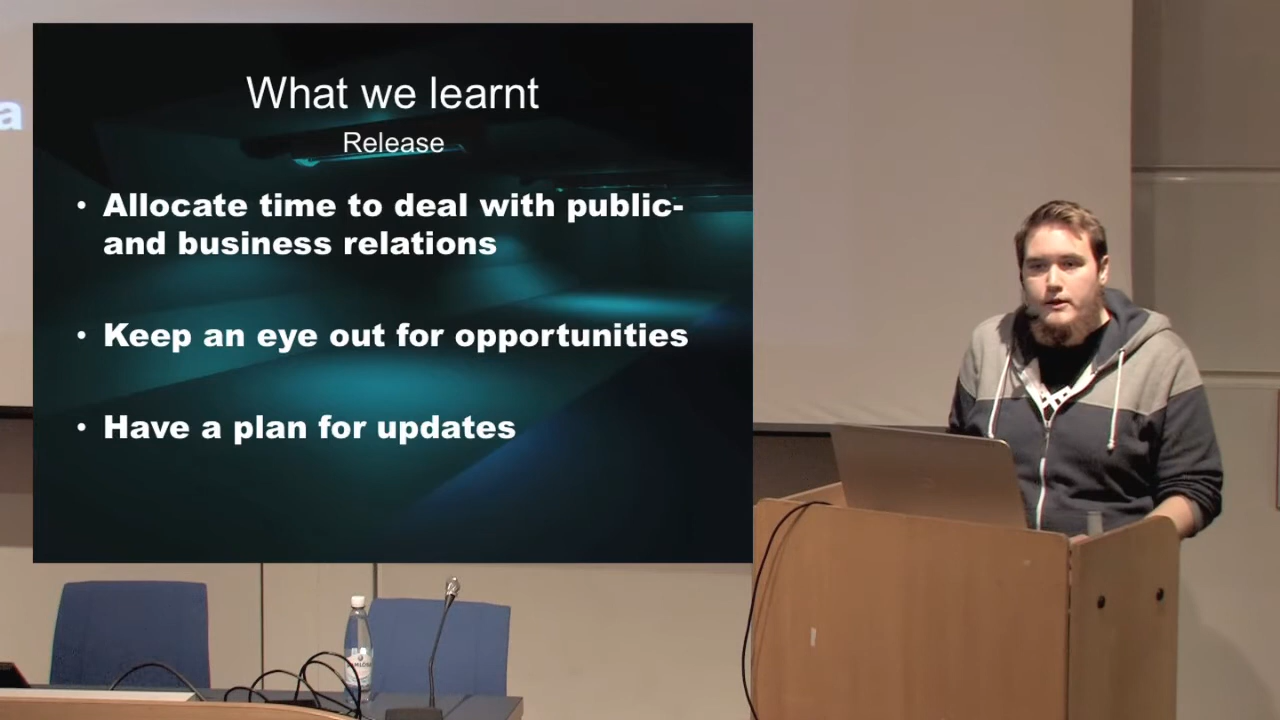 a
What we learnt
Release
• Allocate time to deal with public-
and business relations
• Keep an eye out for opportunities
• Have a plan for updates